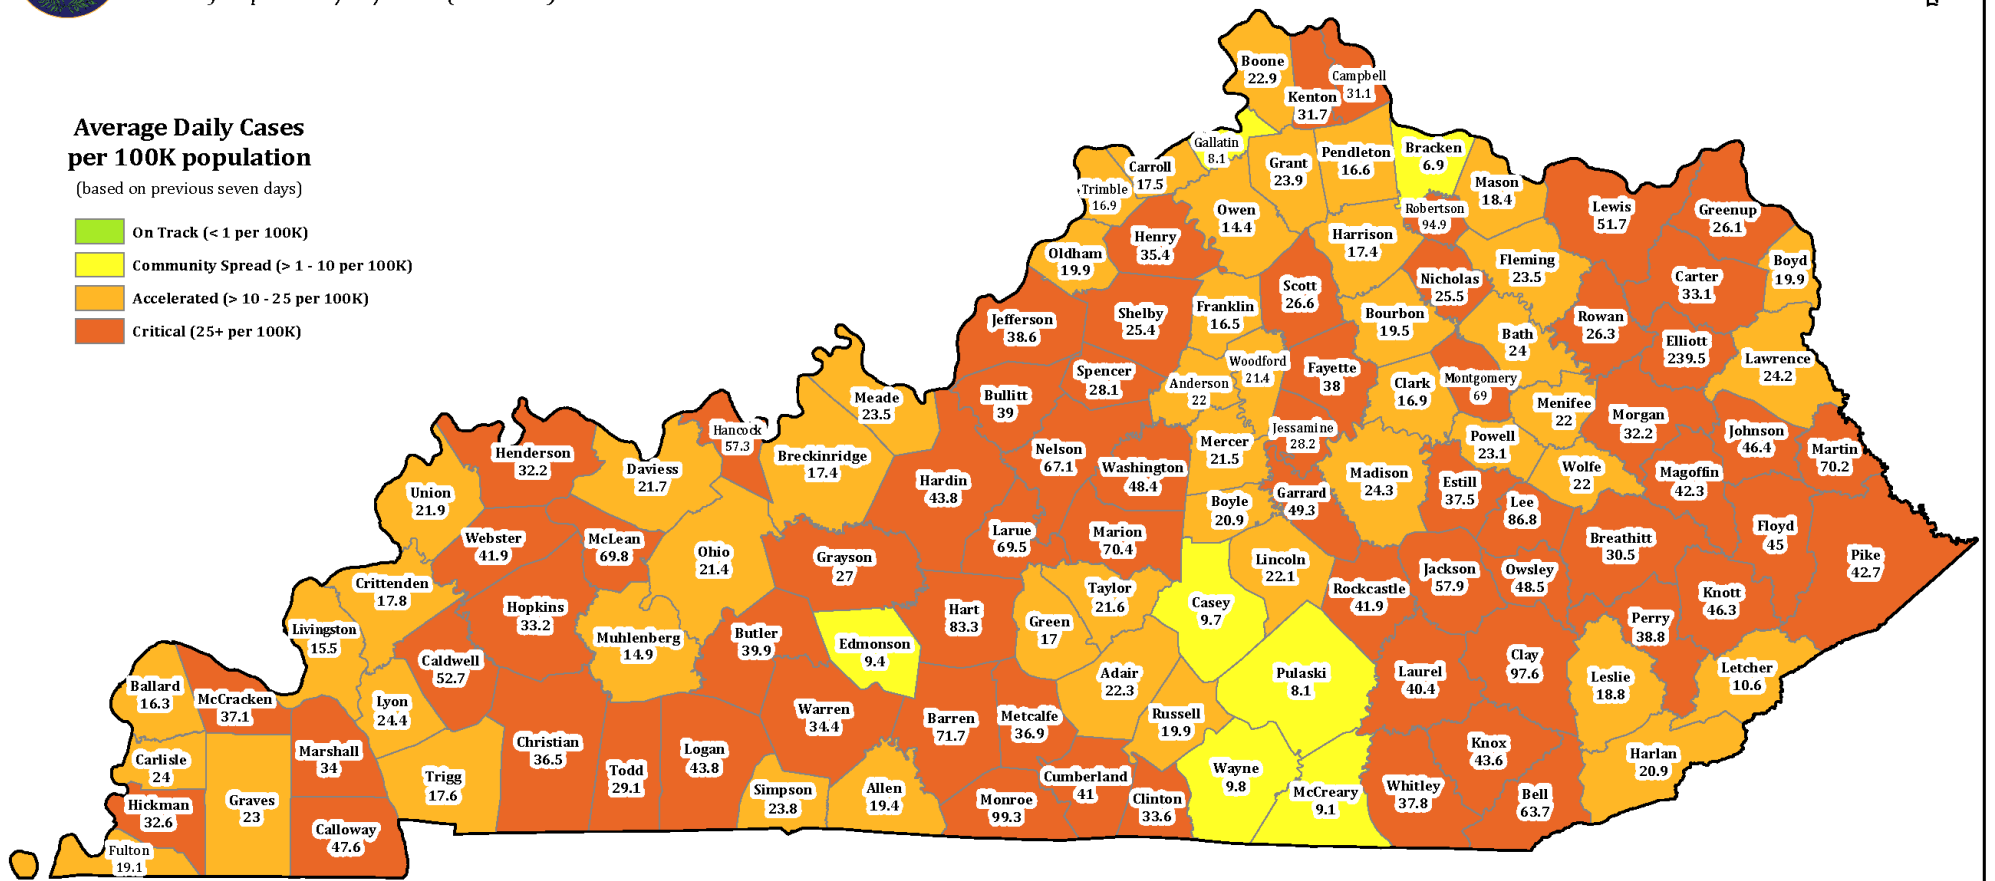 Average Daily Cases
per 100K population
(based on previous seven days)
On Track (< 1 per 100K)
Community Spread (> 1 - 10 per 100K)
Accelerated (> 10 - 25 per 100K)
Critical (25+ per 100K)
Boone
22.9
Kenton
31.7
Campbell
31.1
Gallatin
8.1
Carroll
17.5
Trimble
16.9
Grant
23.9
Pendleton
16.6
Bracken
6.9
Mason
18.4
Robertson
94.9
Lewis
51.7
Greenup
26.1
Owen
14.4
Henry
35.4
Oldham
19.9
Harrison
17.4
Fleming
23.5
Nicholas
25.5
Carter
33.1
Boyd
19.9
Jefferson
38.6
Shelby
25.4
Franklin
16.5
Scott
26.6
Bourbon
19.5
Bath
24
Rowan
26.3
Elliott
239.5
Lawrence
24.2
Spencer
28.1
Anderson
22
Woodford
21.4
Fayette
38
Clark
16.9
Montgomery
69
Menifee
22
Morgan
32.2
Johnson
46.4
Martin
70.2
Meade
23.5
Bullitt
39
Hancock
57.3
Henderson
32.2
Daviess
21.7
Breckinridge
17.4
Union
21.9
Hardin
43.8
Nelson
67.1
Washington
48.4
Mercer
21.5
Jessamine
28.2
Madison
24.3
Powell
23.1
Estill
37.5
Wolfe
22
Magoffin
42.3
Floyd
45
Pike
42.7
Garrard
49.3
Boyle
20.9
Lee
86.8
Breathitt
30.5
Webster
41.9
McLean
69.8
Ohio
21.4
Grayson
27
Larue
69.5
Marion
70.4
Lincoln
22.1
Rockcastle
41.9
Jackson
57.9
Owsley
48.5
Knott
46.3
Perry
38.8
Crittenden
17.8
Hopkins
33.2
Muhlenberg
14.9
Butler
39.9
Edmonson
9.4
Hart
83.3
Green
17
Taylor
21.6
Casey
9.7
Livingston
15.5
Caldwell
52.7
Lyon
24.4
Ballard
16.3
McCracken
37.1
Warren
34.4
Barren
71.7
Metcalfe
36.9
Adair
22.3
Russell
19.9
Pulaski
8.1
Laurel
40.4
Clay
97.6
Leslie
18.8
Letcher
10.6
Harlan
20.9
Carlisle
24
Marshall
34
Christian
36.5
Todd
29.1
Logan
43.8
Simpson
23.8
Allen
19.4
Trigg
17.6
Monroe
99.3
Cumberland
41
Clinton
33.6
Wayne
9.8
McCreary
9.1
Whitley
37.8
Knox
43.6
Bell
63.7
Hickman
32.6
Graves
23
Calloway
47.6
Fulton
19.1